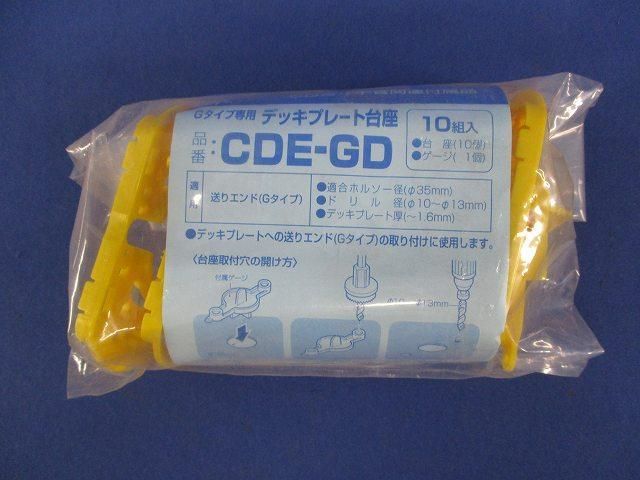 Gタイプ専用 デッキプレート台座
10組入
●台 座(10個)
●ゲージ( 1個)
品番: CDE-GD
適用
送りエンド(Gタイプ)
●適合ホルソー径(φ35mm)
●ドリル径(φ10〜φ13mm)
●デッキプレート厚(〜1.6mm)
●デッキプレートへの送りエンド(Gタイプ)の取り付けに使用します。
〈台座取付穴の開け方〉
付属ゲージ